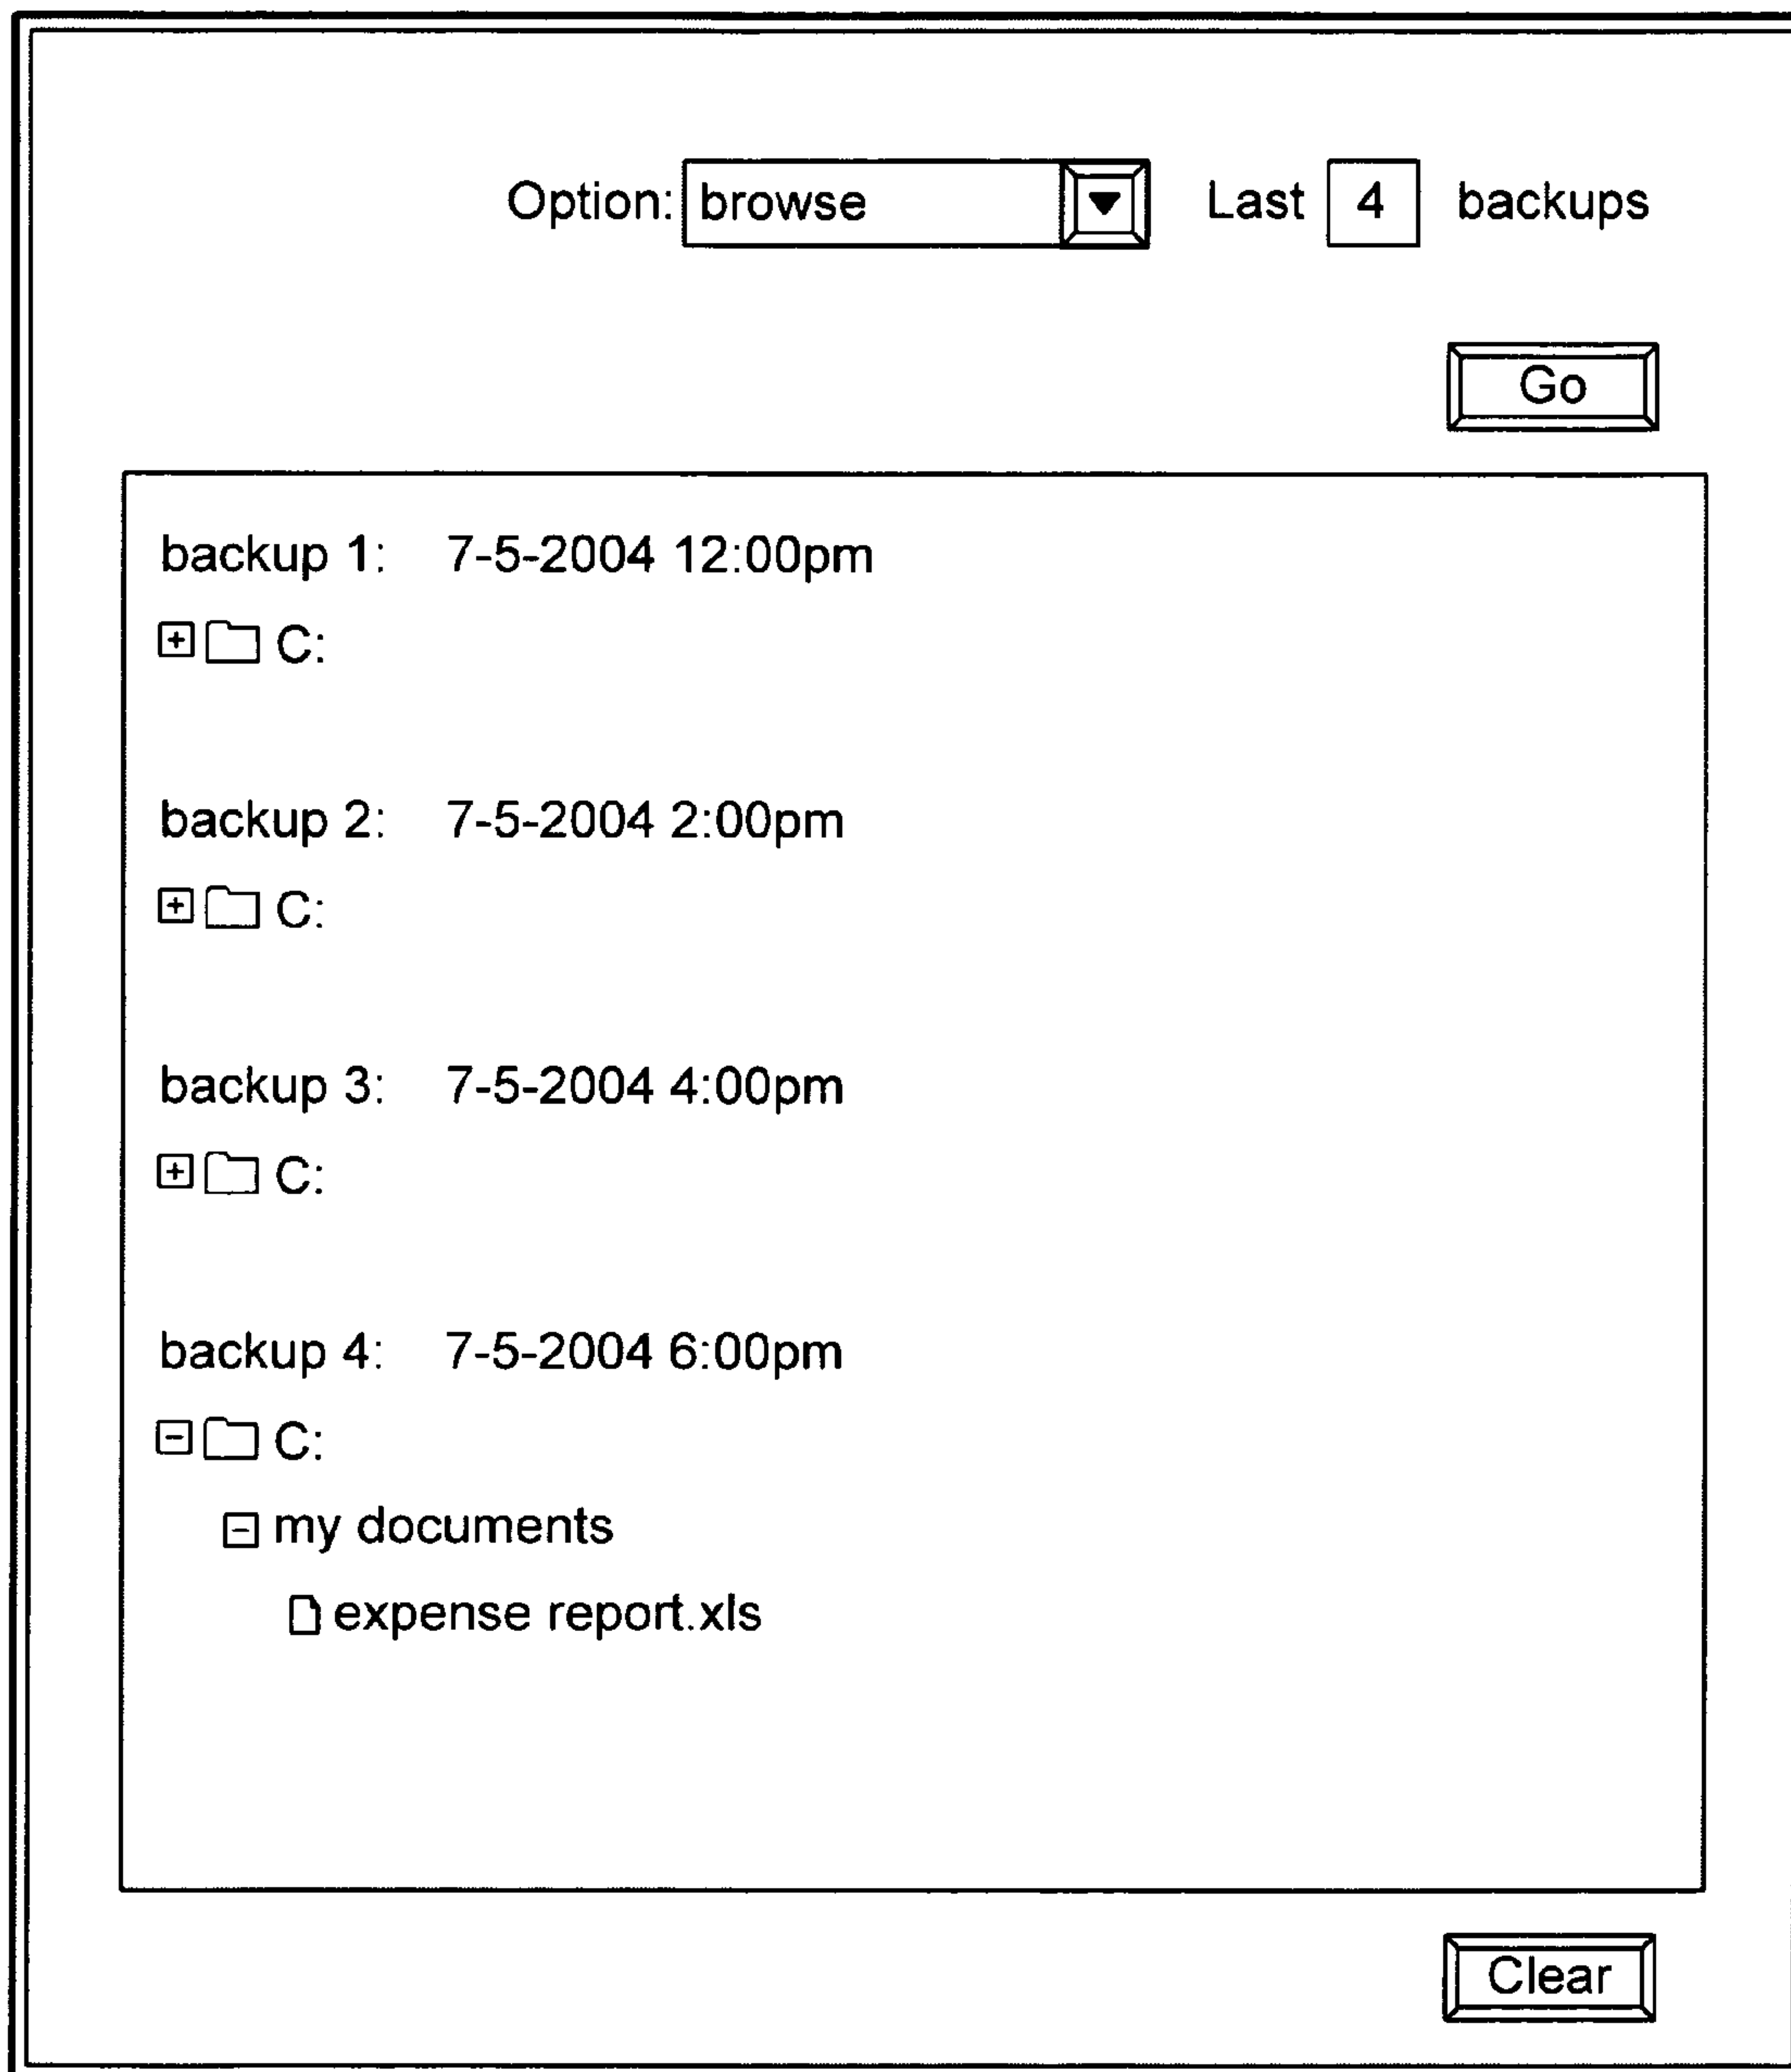 Option: browse Last 4 backups
Go
backup 1: 7-5-2004 12:00pm
C:
backup 2: 7-5-2004 2:00pm
C:
backup 3: 7-5-2004 4:00pm
C:
backup 4: 7-5-2004 6:00pm
C:
my documents
expense report.xls
Clear